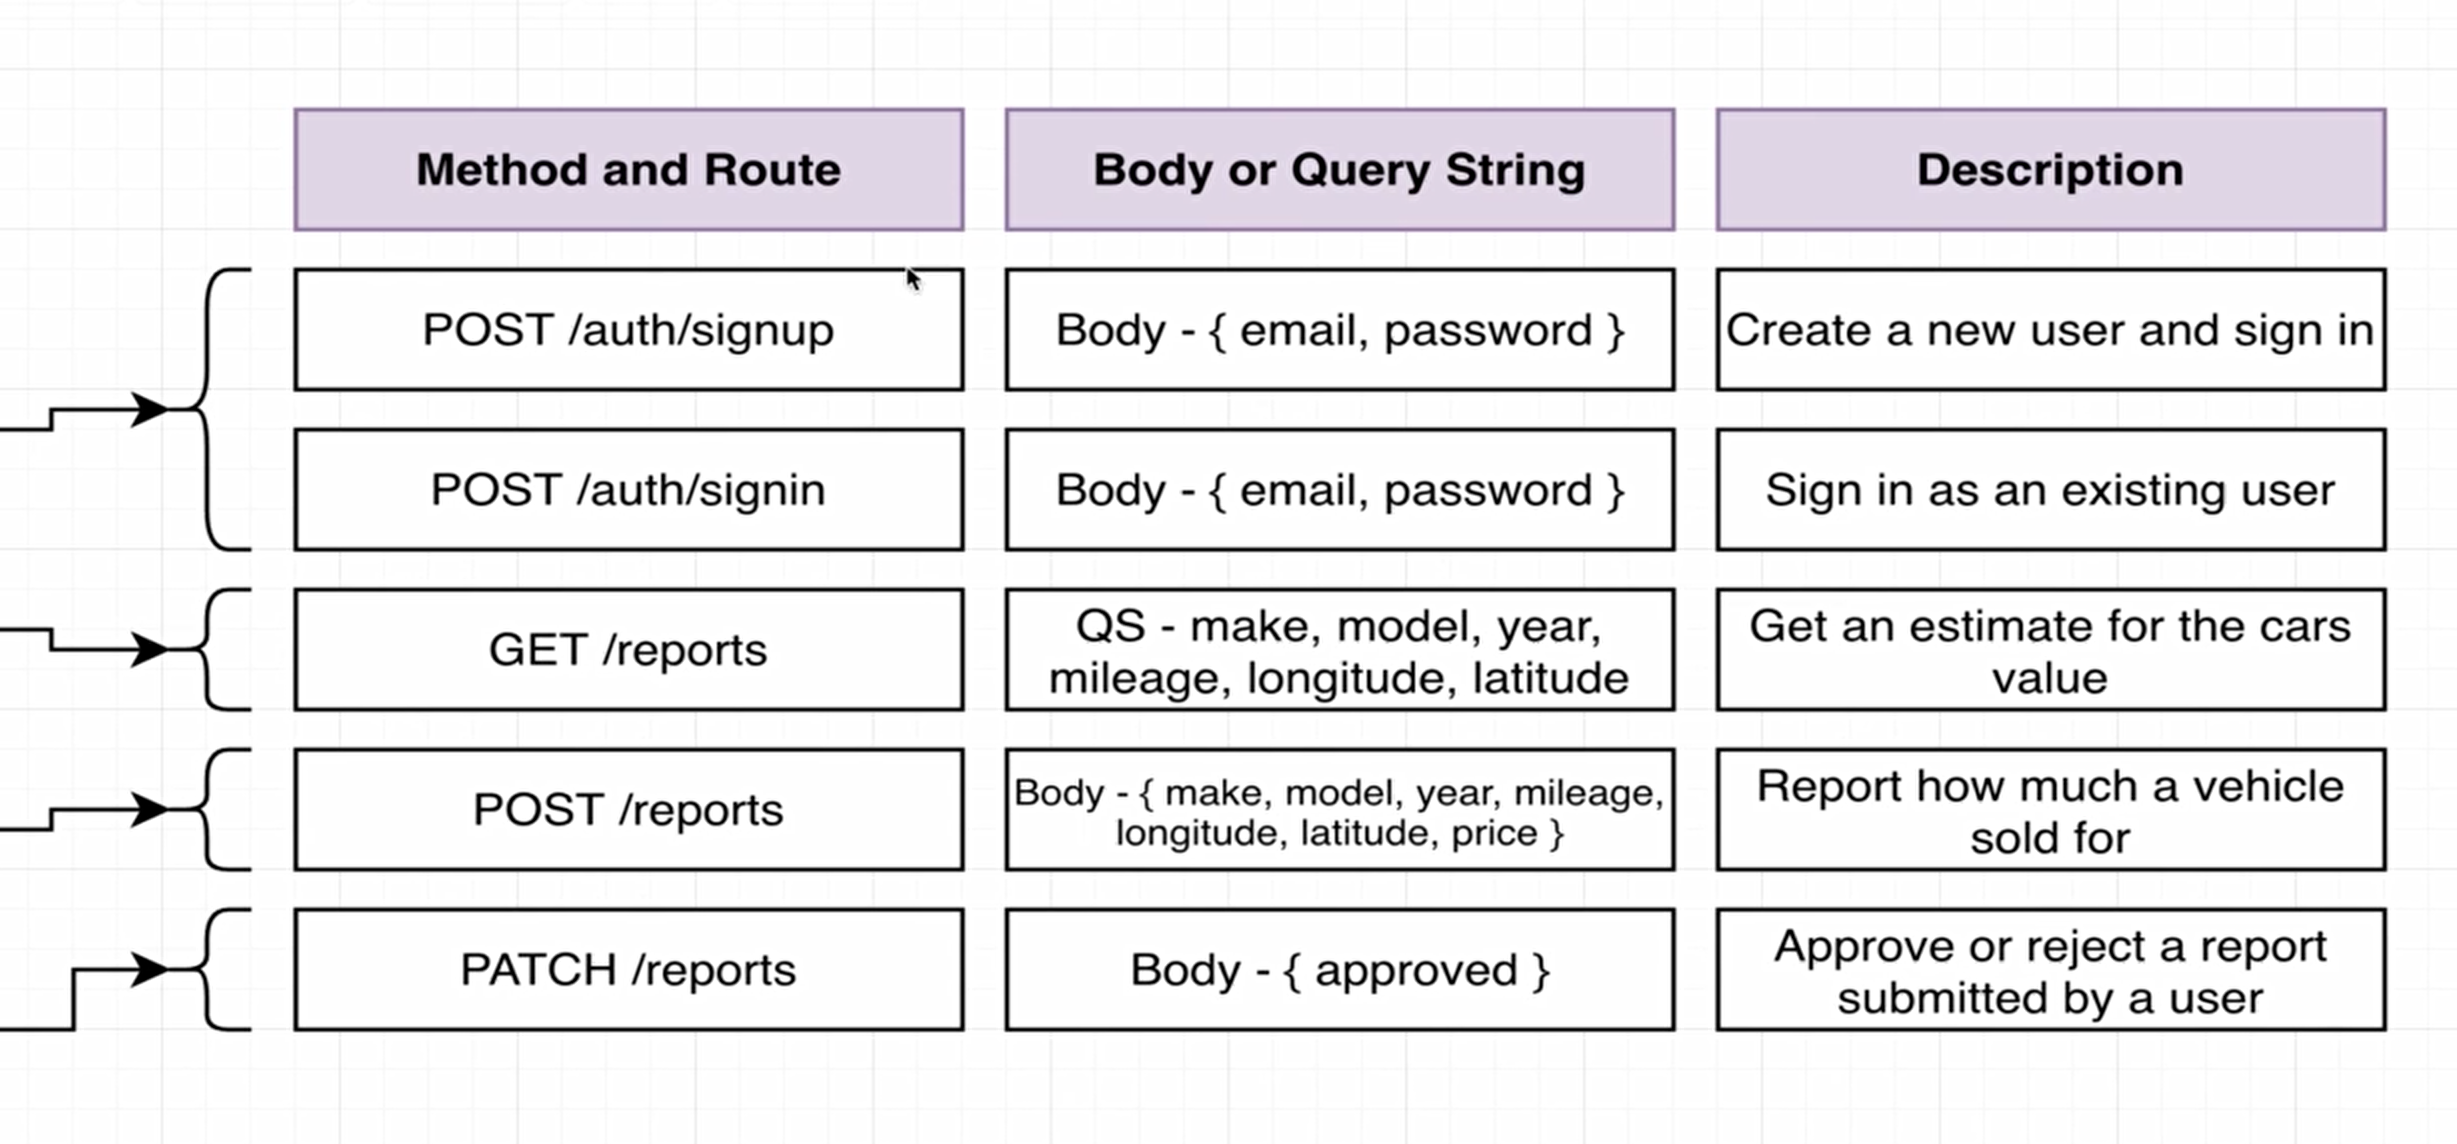 Method and Route
Body or Query String
Description
POST /auth/signup
Body - { email, password }
Create a new user and sign in
POST /auth/signin
Body - { email, password }
Sign in as an existing user
GET /reports
QS - make, model, year,
mileage, longitude, latitude
Get an estimate for the cars
value
POST /reports
Body - { make, model, year, mileage,
longitude, latitude, price }
Report how much a vehicle
sold for
PATCH /reports
Body - { approved }
Approve or reject a report
submitted by a user